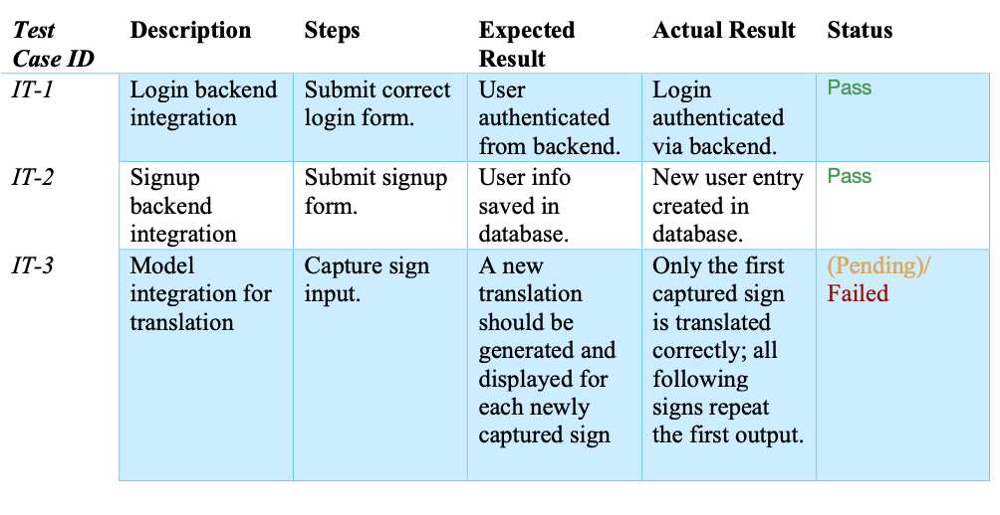 Test Case ID | Description | Steps | Expected Result | Actual Result | Status
IT-1 | Login backend integration | Submit correct login form. | User authenticated from backend. | Login authenticated via backend. | Pass
IT-2 | Signup backend integration | Submit signup form. | User info saved in database. | New user entry created in database. | Pass
IT-3 | Model integration for translation | Capture sign input. | A new translation should be generated and displayed for each newly captured sign | Only the first captured sign is translated correctly; all following signs repeat the first output. | (Pending)/ Failed